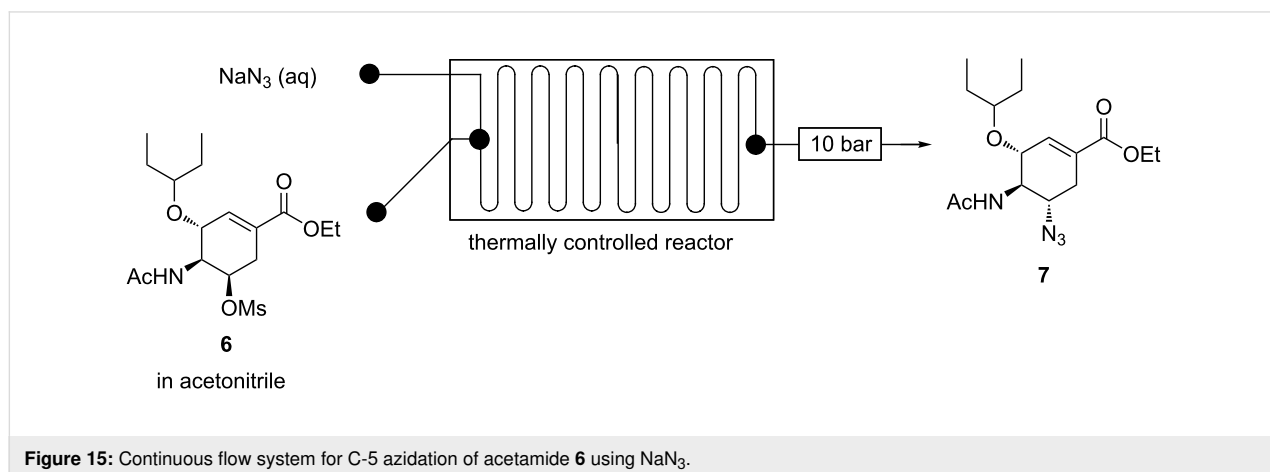 NaN₃ (aq)
10 bar
O
O
OEt
AcHN
OMs
6
in acetonitrile
thermally controlled reactor
O
O
OEt
AcHN
N₃
7
Figure 15: Continuous flow system for C-5 azidation of acetamide 6 using NaN₃.